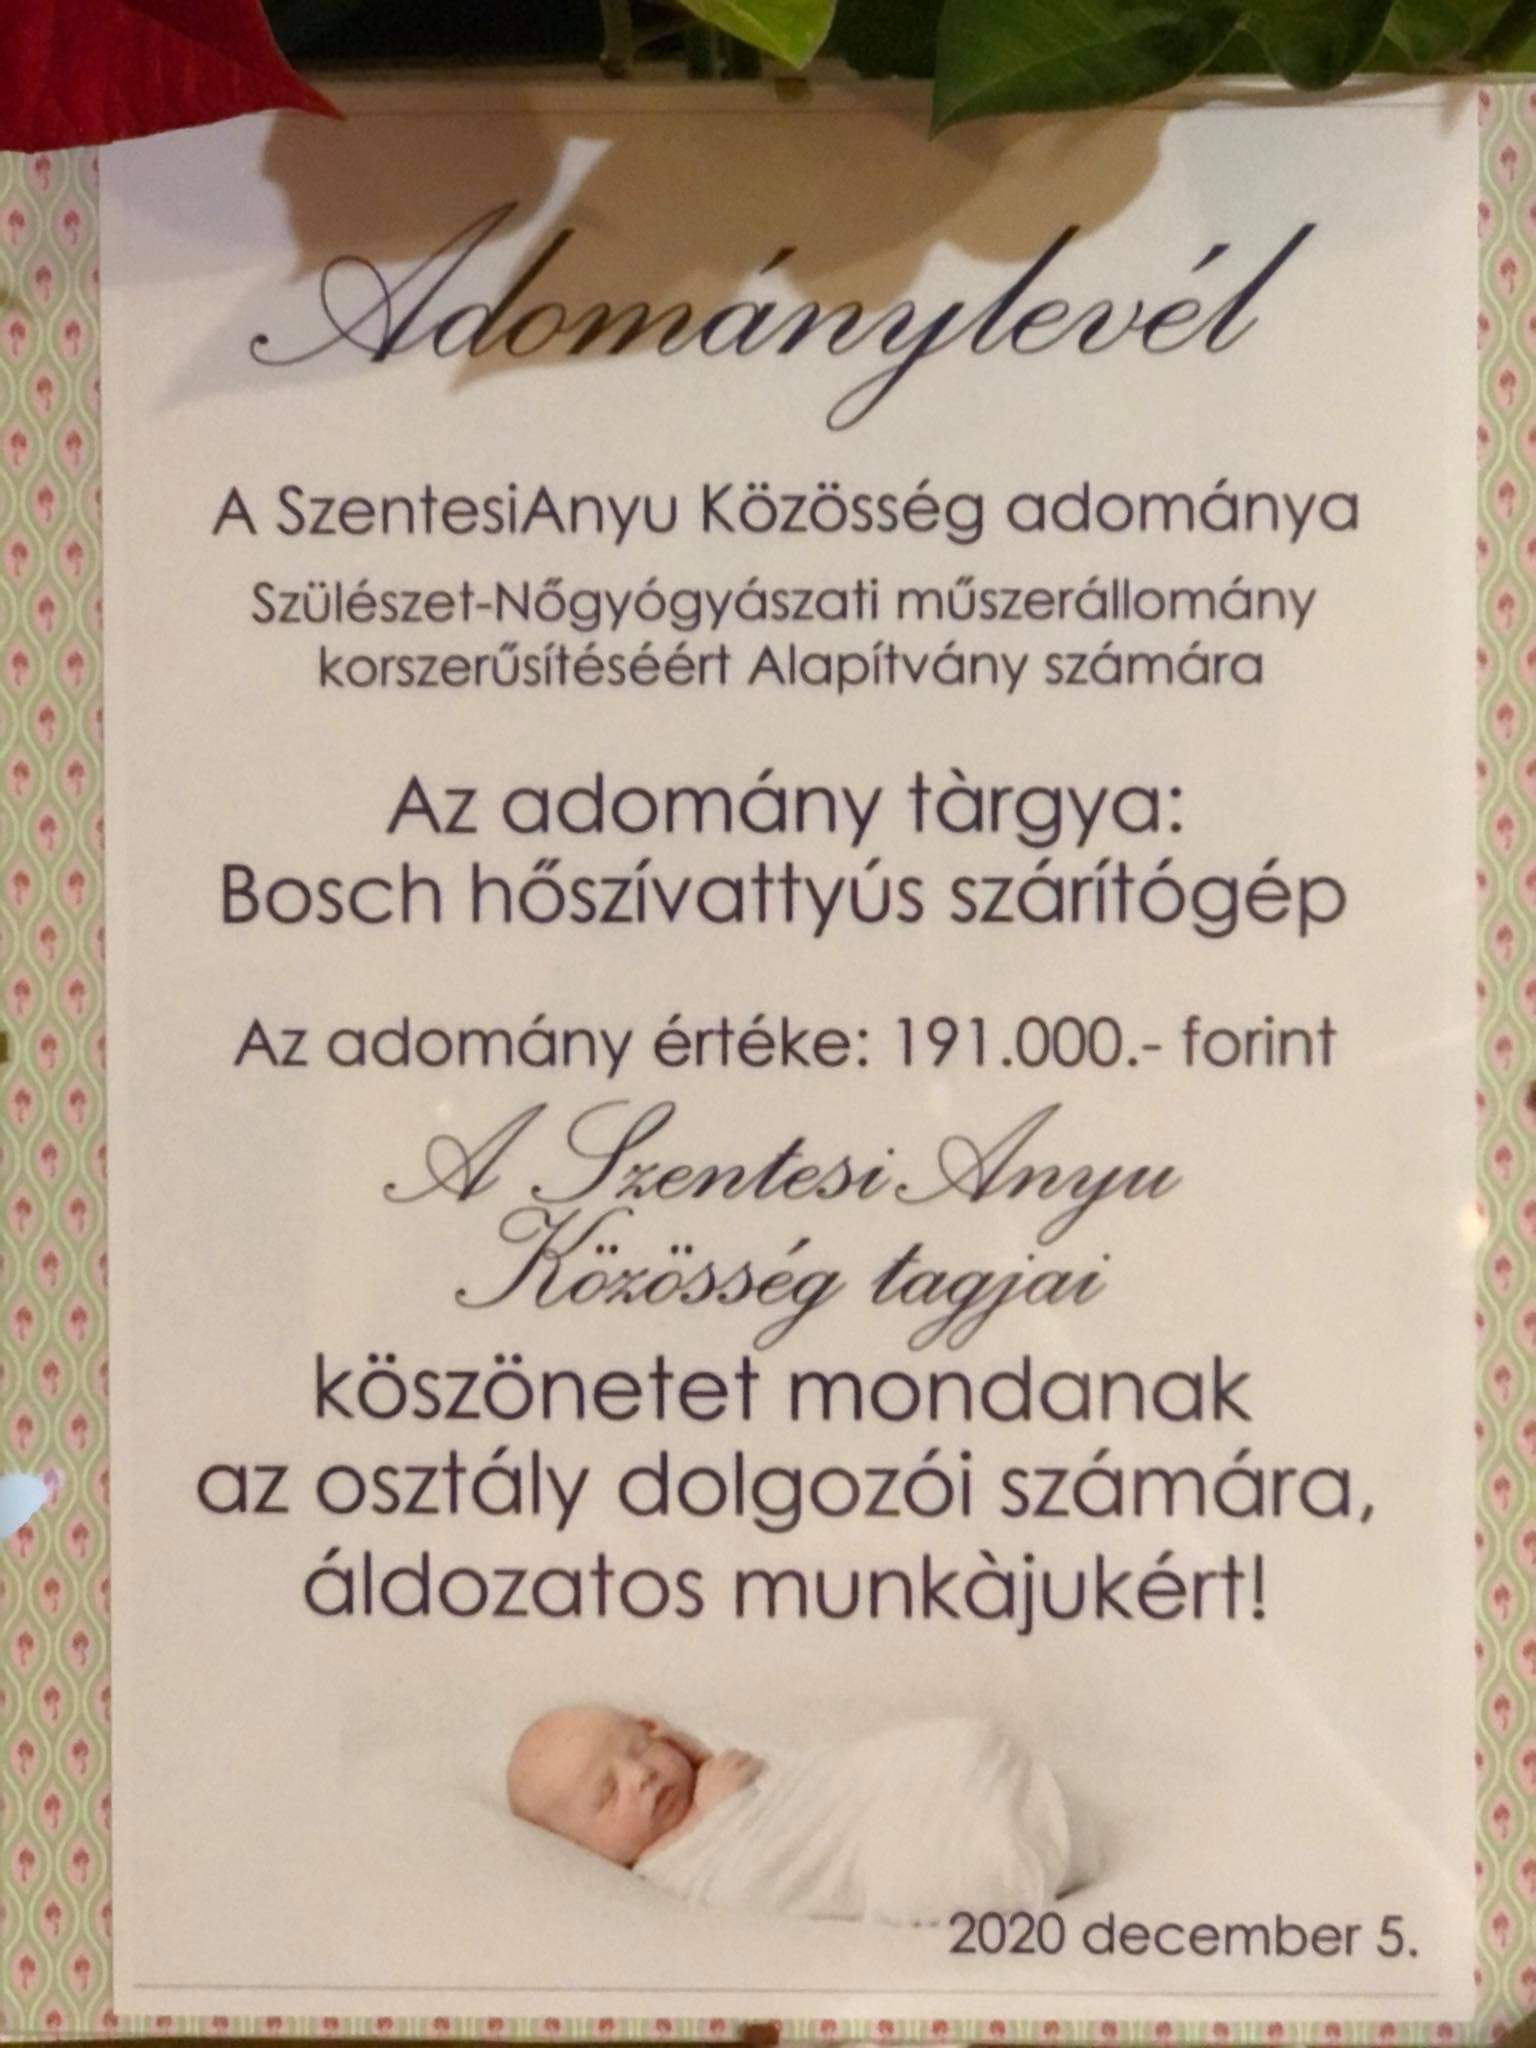 Adománylevél
A SzentesiAnyu Közösség adománya
Szülészet-Nőgyógyászati műszerállomány
korszerűsítéséért Alapítvány számára
Az adomány tàrgya:
Bosch hőszívattyús szárítógép
Az adomány értéke: 191.000.- forint
A Szentesi Anyu
Közösség tagjai
köszönetet mondanak
az osztály dolgozói számára,
áldozatos munkàjukért!
2020 december 5.